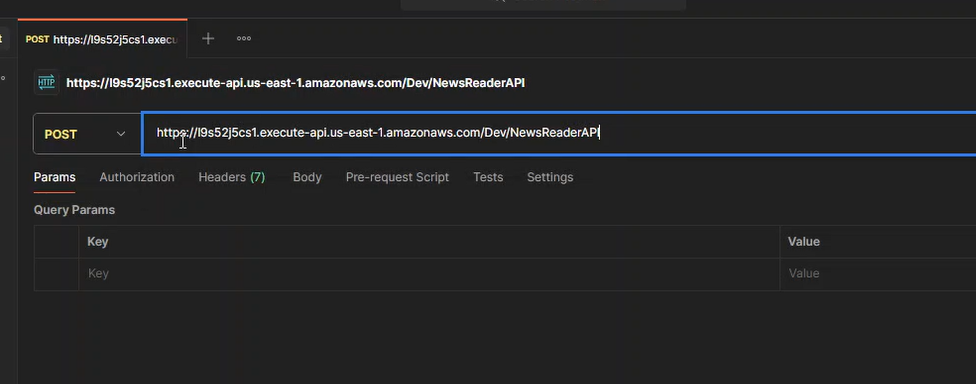 POST https://l9s52j5cs1.execu
HTTP https://l9s52j5cs1.execute-api.us-east-1.amazonaws.com/Dev/NewsReaderAPI
POST https://l9s52j5cs1.execute-api.us-east-1.amazonaws.com/Dev/NewsReaderAPI
Params Authorization Headers (7) Body Pre-request Script Tests Settings
Query Params
Key Value
Key Value